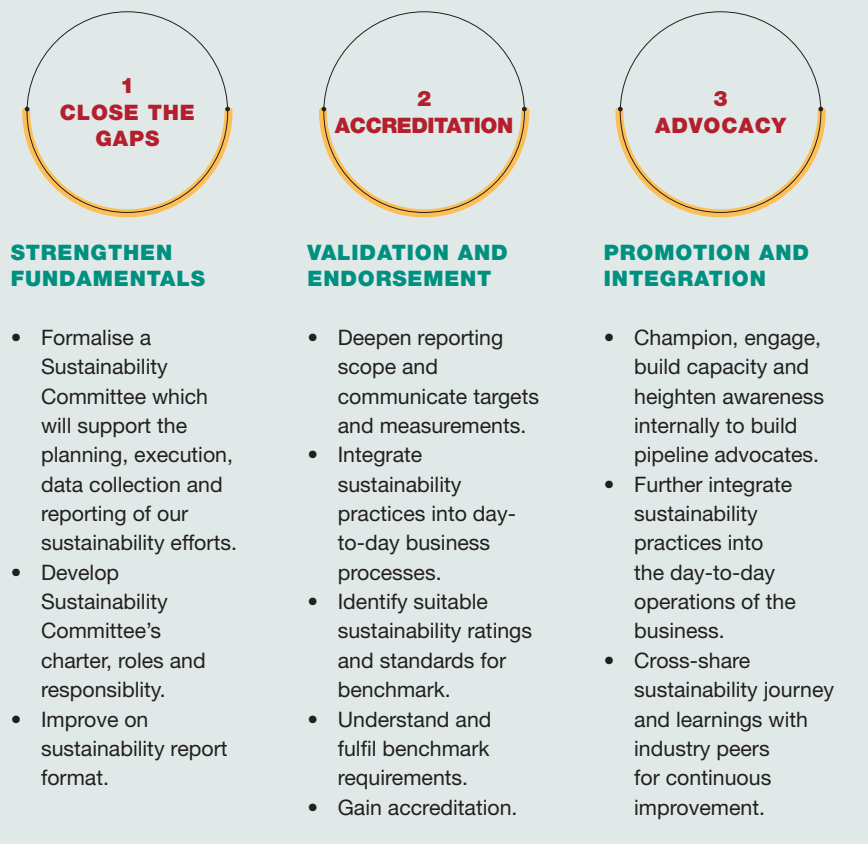 1
CLOSE THE
GAPS
STRENGTHEN
FUNDAMENTALS
• Formalise a
Sustainability
Committee which
will support the
planning, execution,
data collection and
reporting of our
sustainability efforts.
• Develop
Sustainability
Committee’s
charter, roles and
responsiblity.
• Improve on
sustainability report
format.
2
ACCREDITATION
VALIDATION AND
ENDORSEMENT
• Deepen reporting
scope and
communicate targets
and measurements.
• Integrate
sustainability
practices into day-
to-day business
processes.
• Identify suitable
sustainability ratings
and standards for
benchmark.
• Understand and
fulfil benchmark
requirements.
• Gain accreditation.
3
ADVOCACY
PROMOTION AND
INTEGRATION
• Champion, engage,
build capacity and
heighten awareness
internally to build
pipeline advocates.
• Further integrate
sustainability
practices into
the day-to-day
operations of the
business.
• Cross-share
sustainability journey
and learnings with
industry peers
for continuous
improvement.